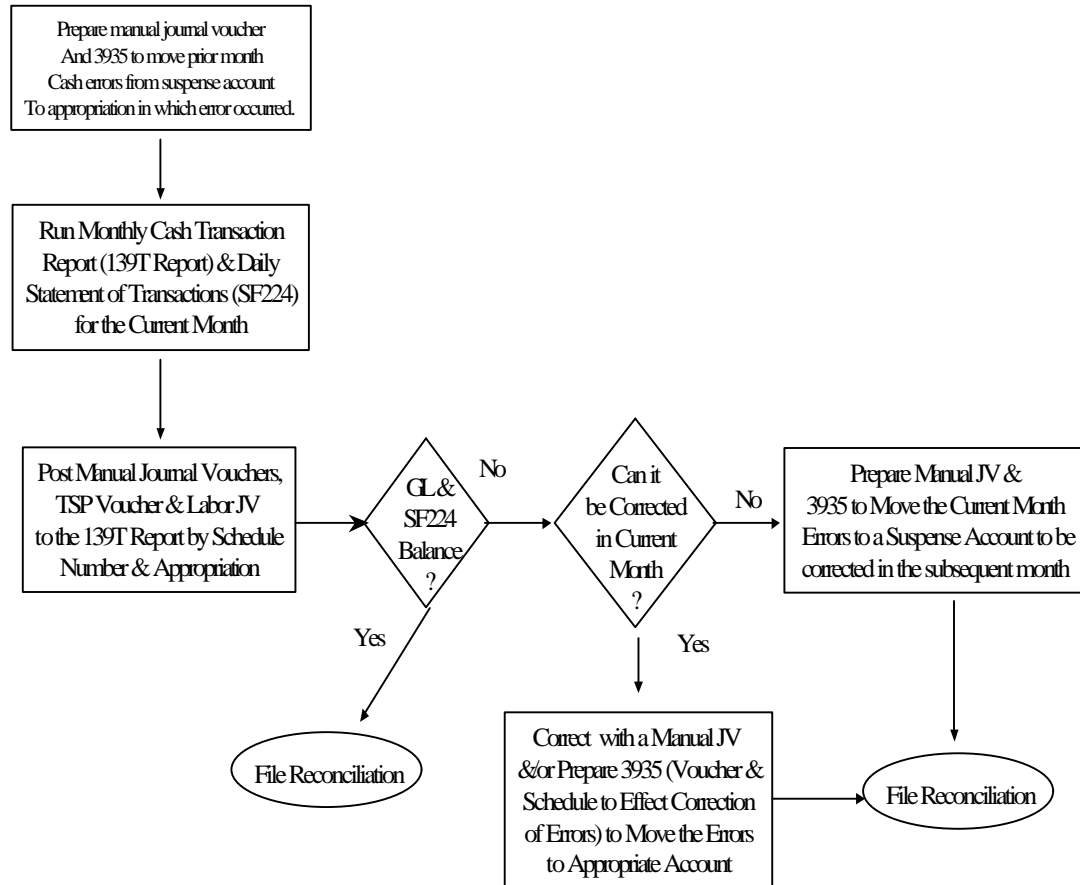 Prepare manual journal voucher
And 3935 to move prior month
Cash errors from suspense account
To appropriation in which error occurred.
Run Monthly Cash Transaction
Report (139T Report) & Daily
Statement of Transactions (SF224)
for the Current Month
Post Manual Journal Vouchers,
TSP Voucher & Labor JV
to the 139T Report by Schedule
Number & Appropriation
GL &
SF224
Balance
?
No
Yes
File Reconciliation
Can it
be Corrected
in Current
Month
?
No
Yes
Prepare Manual JV &
3935 to Move the Current Month
Errors to a Suspense Account to be
corrected in the subsequent month
Correct with a Manual JV
&/or Prepare 3935 (Voucher &
Schedule to Effect Correction
of Errors) to Move the Errors
to Appropriate Account
File Reconciliation